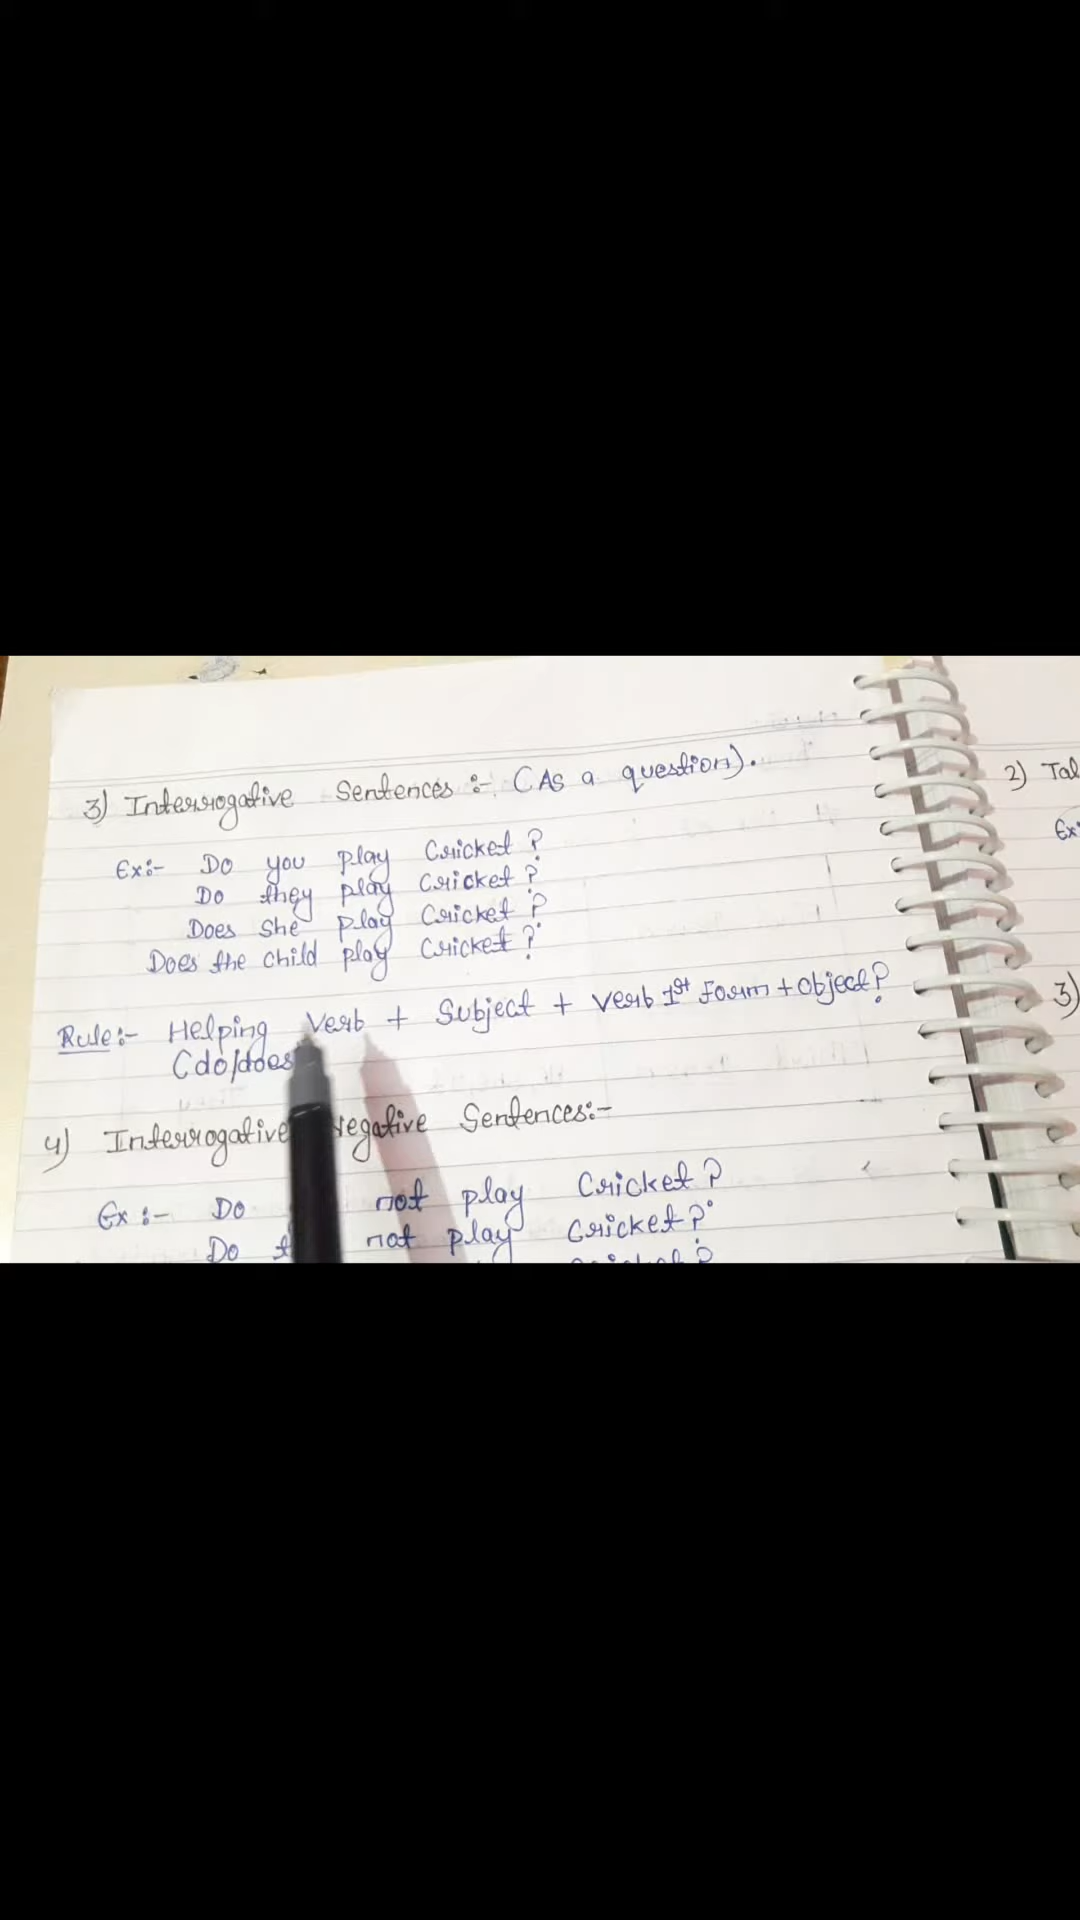 3) Interrogative Sentences :- (As a question).
Ex:- Do you play Cricket ?
Do they play Cricket ?
Does She play Cricket ?
Does the child play Cricket ?
Rule:- Helping Verb + Subject + Verb 1st Form + Object?
(do/does
4) Interrogative Negative Sentences:-
Ex :- Do not play Cricket ?
Do not play Cricket ?
2)
Ex:
3)